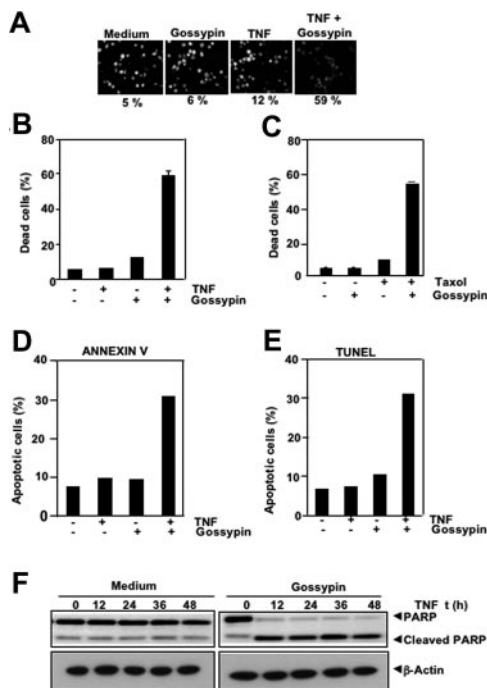 A
Medium Gossypin TNF TNF + Gossypin
5 % 6 % 12 % 59 %
B
Dead cells (%)
80
60
40
20
0
- + - + TNF
- - + + Gossypin
C
Dead cells (%)
80
60
40
20
0
- - + + Taxol
- + - + Gossypin
D
ANNEXIN V
Apoptotic cells (%)
40
30
20
10
0
- + - + TNF
- - + + Gossypin
E
TUNEL
Apoptotic cells (%)
40
30
20
10
0
- + - + TNF
- - + + Gossypin
F
Medium Gossypin
0 12 24 36 48 0 12 24 36 48 TNF t (h)
PARP
Cleaved PARP
β-Actin